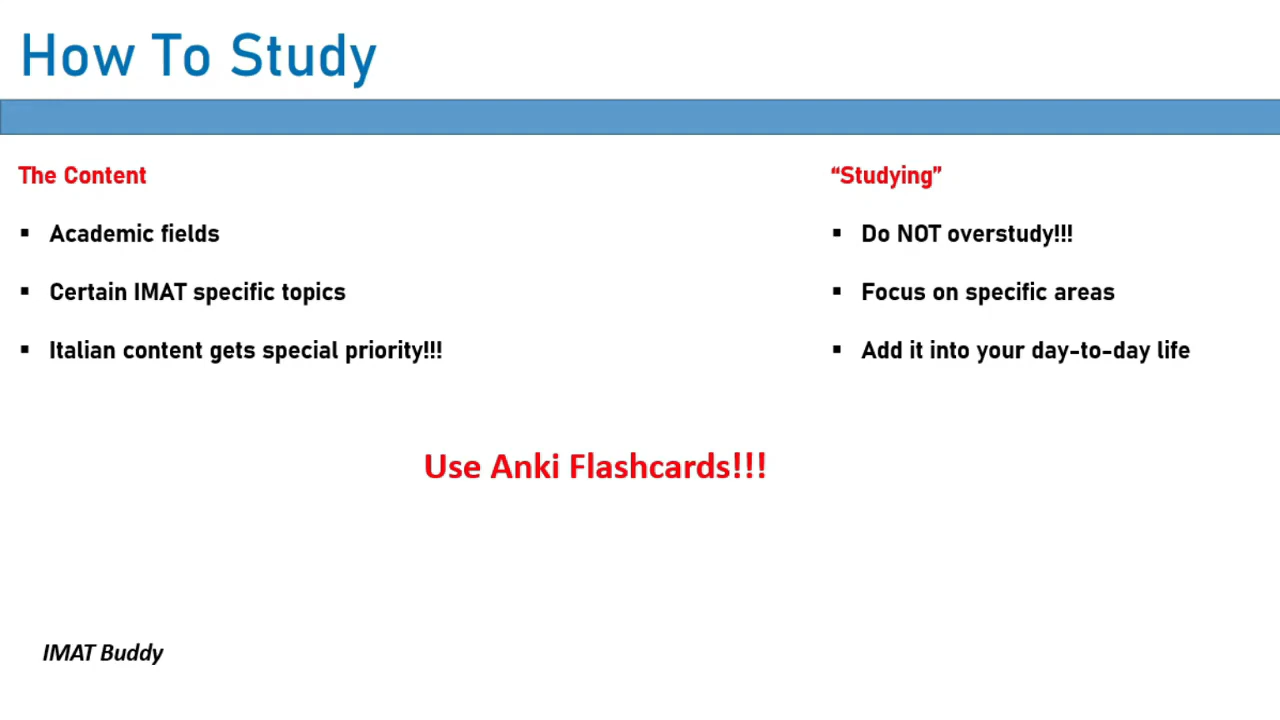 How To Study
The Content
▪ Academic fields
▪ Certain IMAT specific topics
▪ Italian content gets special priority!!!
“Studying”
▪ Do NOT overstudy!!!
▪ Focus on specific areas
▪ Add it into your day-to-day life
Use Anki Flashcards!!!
IMAT Buddy